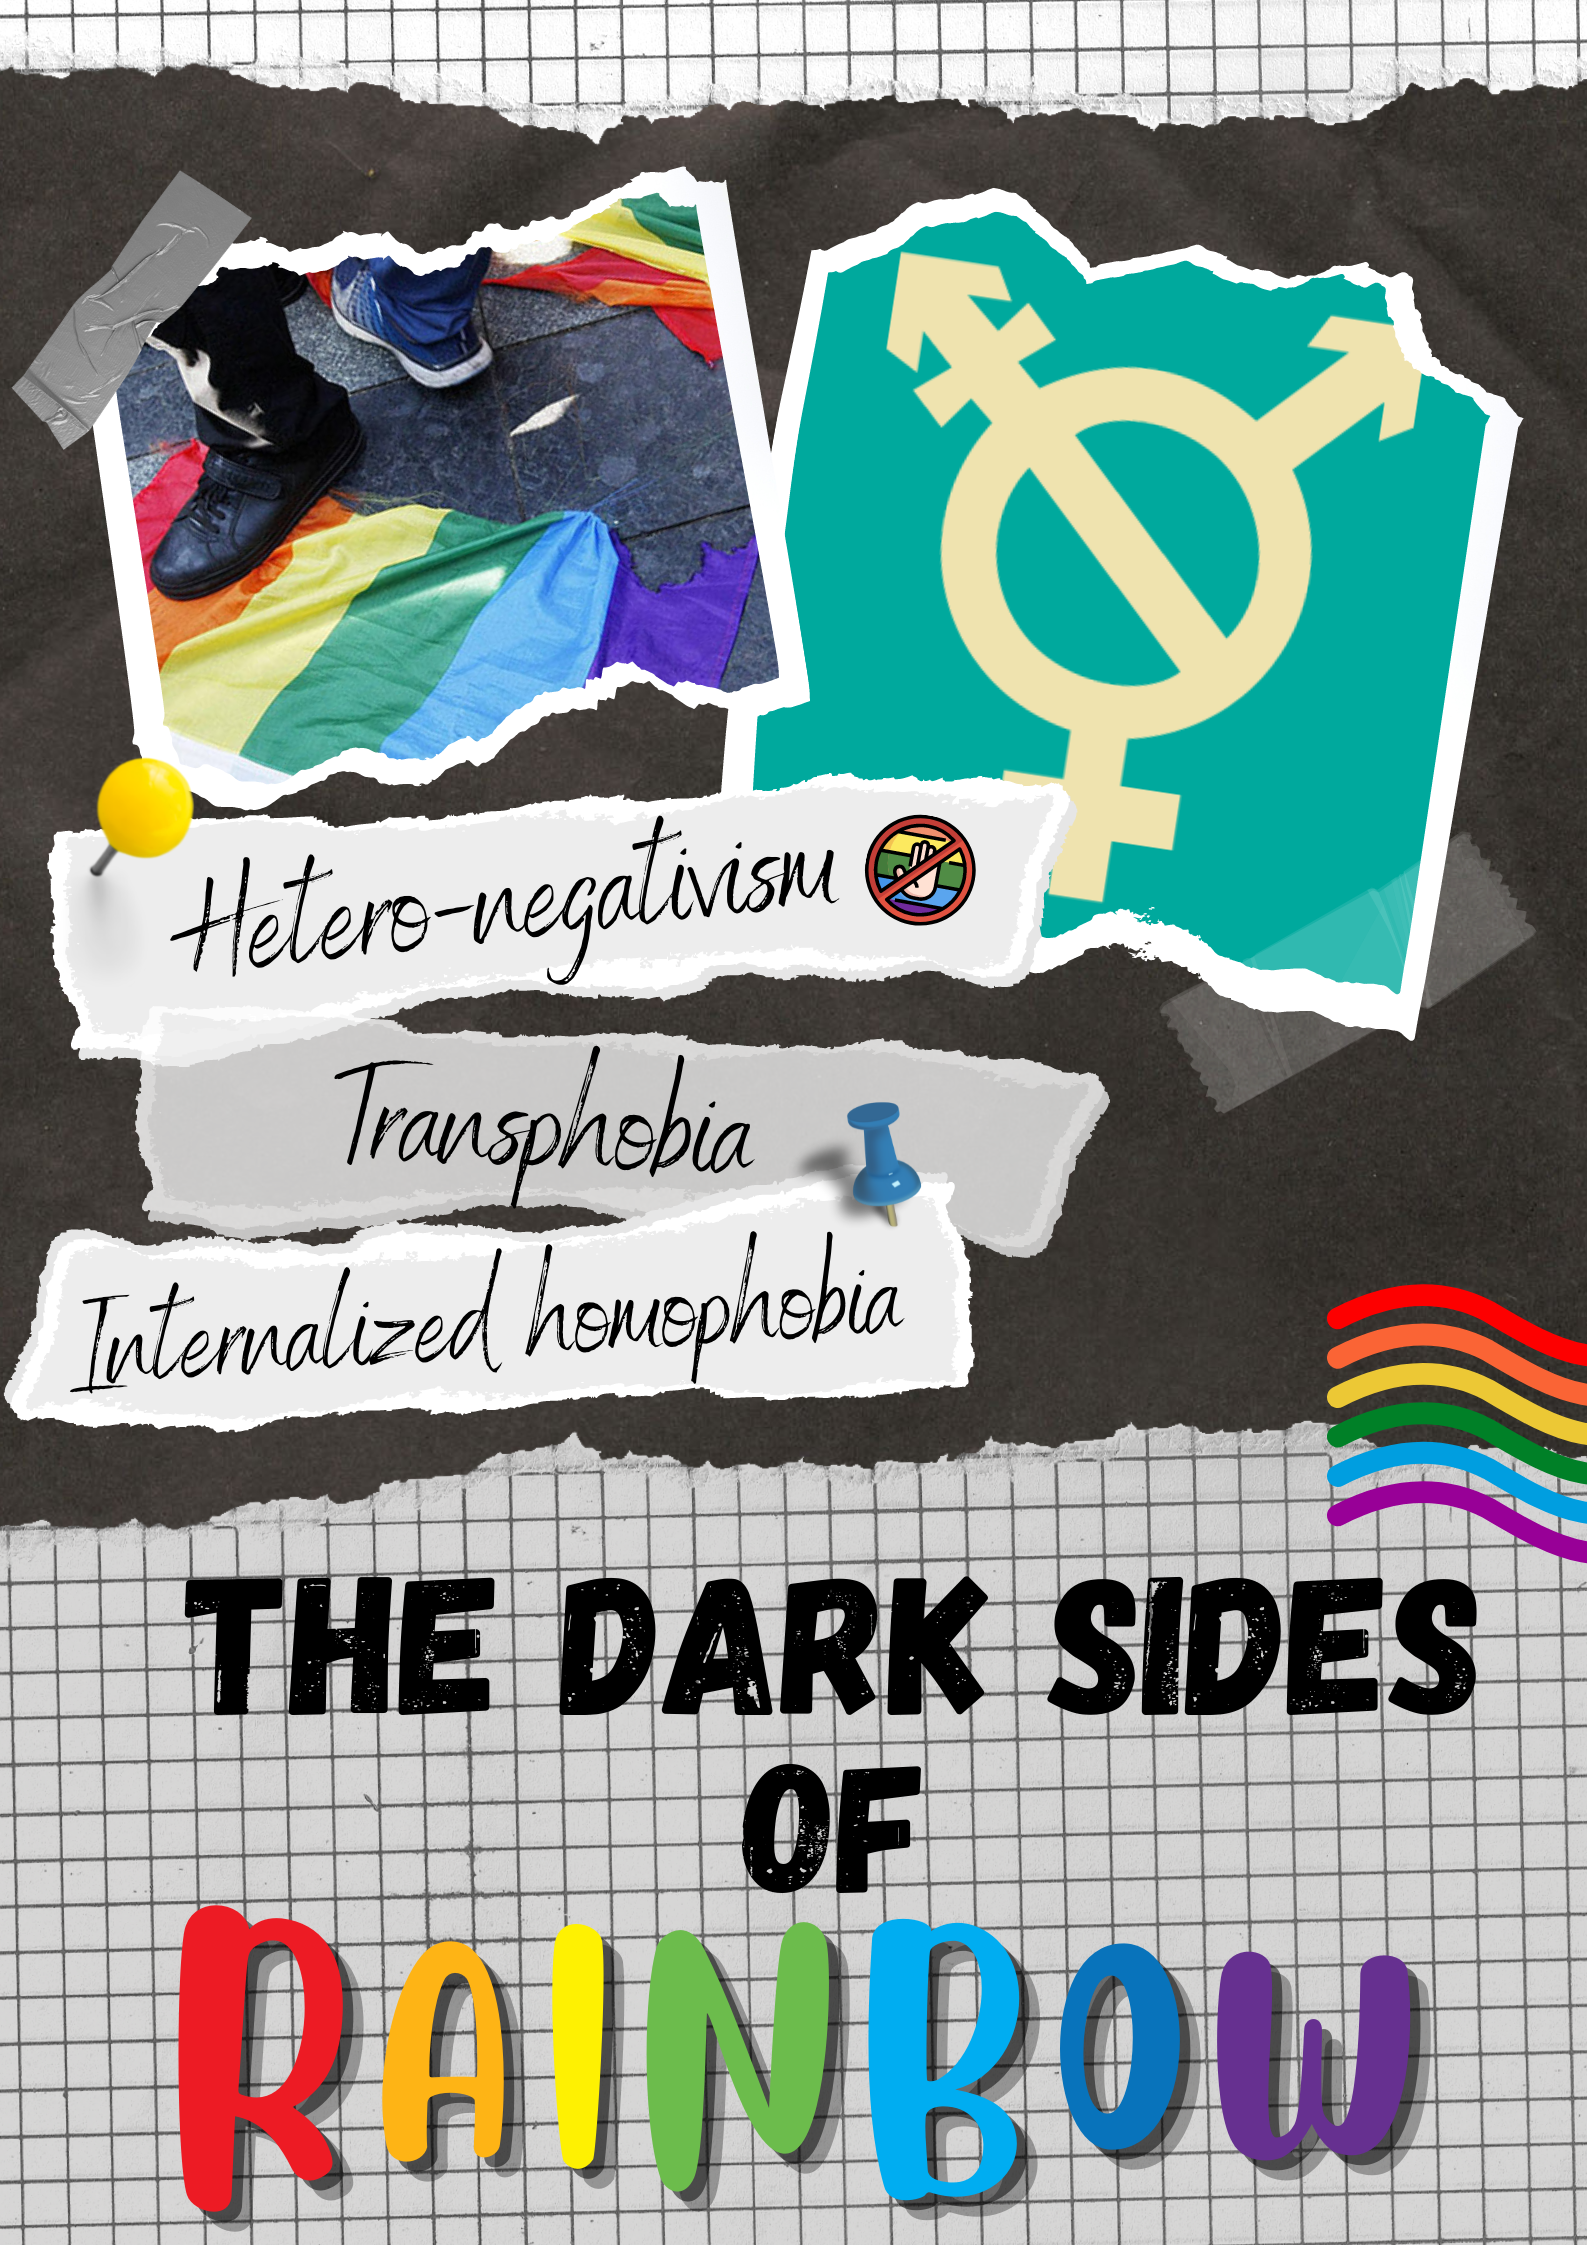 Hetero-negativism
Transphobia
Internalized homophobia
THE DARK SIDES
OF
RAINBOW